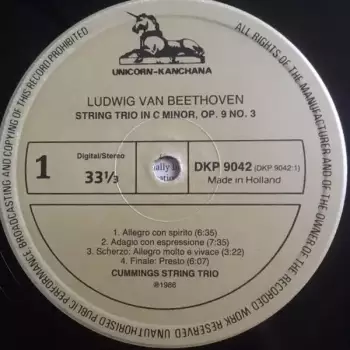 ALL RIGHTS OF THE MANUFACTURER AND OF THE OWNER OF THE RECORDED WORK RESERVED UNAUTHORISED PUBLIC PERFORMANCE, BROADCASTING AND COPYING OF THIS RECORD PROHIBITED
UNICORN-KANCHANA
LUDWIG VAN BEETHOVEN
STRING TRIO IN C MINOR, OP. 9 NO. 3
1
Digital/Stereo
33⅓
DKP 9042 (DKP 9042:1)
Made in Holland
1. Allegro con spirito (6:35)
2. Adagio con espressione (7:35)
3. Scherzo: Allegro molto e vivace (3:22)
4. Finale: Presto (6:07)
CUMMINGS STRING TRIO
℗1986